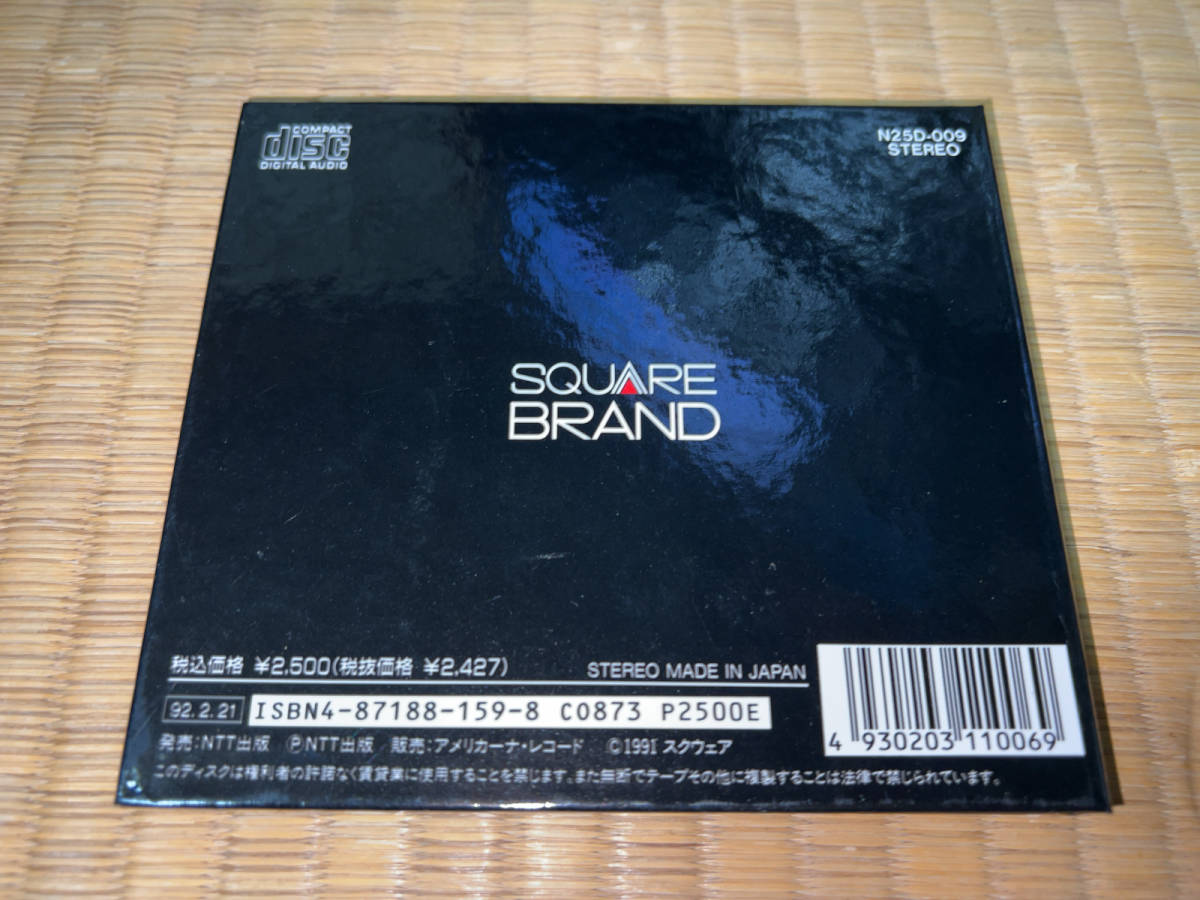 COMPACT
disc
DIGITAL AUDIO
N25D-009
STEREO
SQUARE
BRAND
税込価格 ¥2,500(税抜価格 ¥2,427)
STEREO MADE IN JAPAN
92.2.21
ISBN4-87188-159-8 C0873 P2500E
発売:NTT出版 ⓅNTT出版 販売:アメリカーナ・レコード ©1991 スクウェア
このディスクは権利者の許諾なく賃貸業に使用することを禁じます。また無断でテープその他に複製することは法律で禁じられています。
4 930203 110069